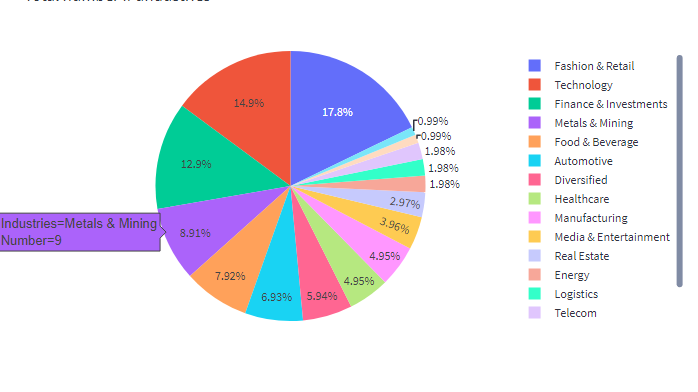 17.8%
0.99%
0.99%
1.98%
1.98%
1.98%
2.97%
3.96%
4.95%
4.95%
5.94%
6.93%
7.92%
8.91%
12.9%
14.9%
Industries=Metals & Mining
Number=9
Fashion & Retail
Technology
Finance & Investments
Metals & Mining
Food & Beverage
Automotive
Diversified
Healthcare
Manufacturing
Media & Entertainment
Real Estate
Energy
Logistics
Telecom